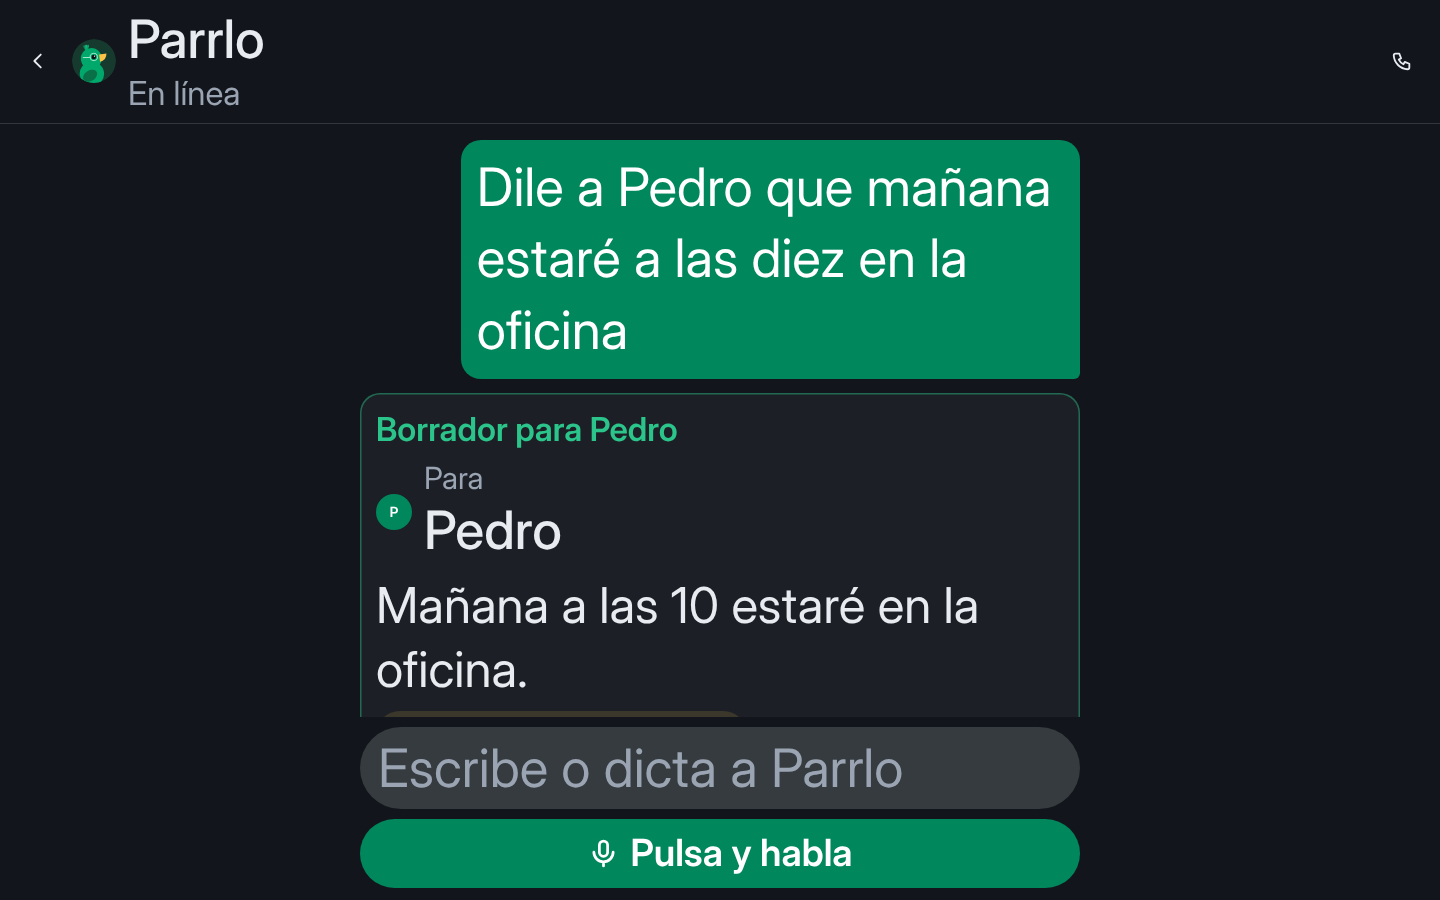 Parrlo
En línea
Dile a Pedro que mañana
estaré a las diez en la
oficina
Borrador para Pedro
Para
P
Pedro
Mañana a las 10 estaré en la
oficina.
Escribe o dicta a Parrlo
Pulsa y habla